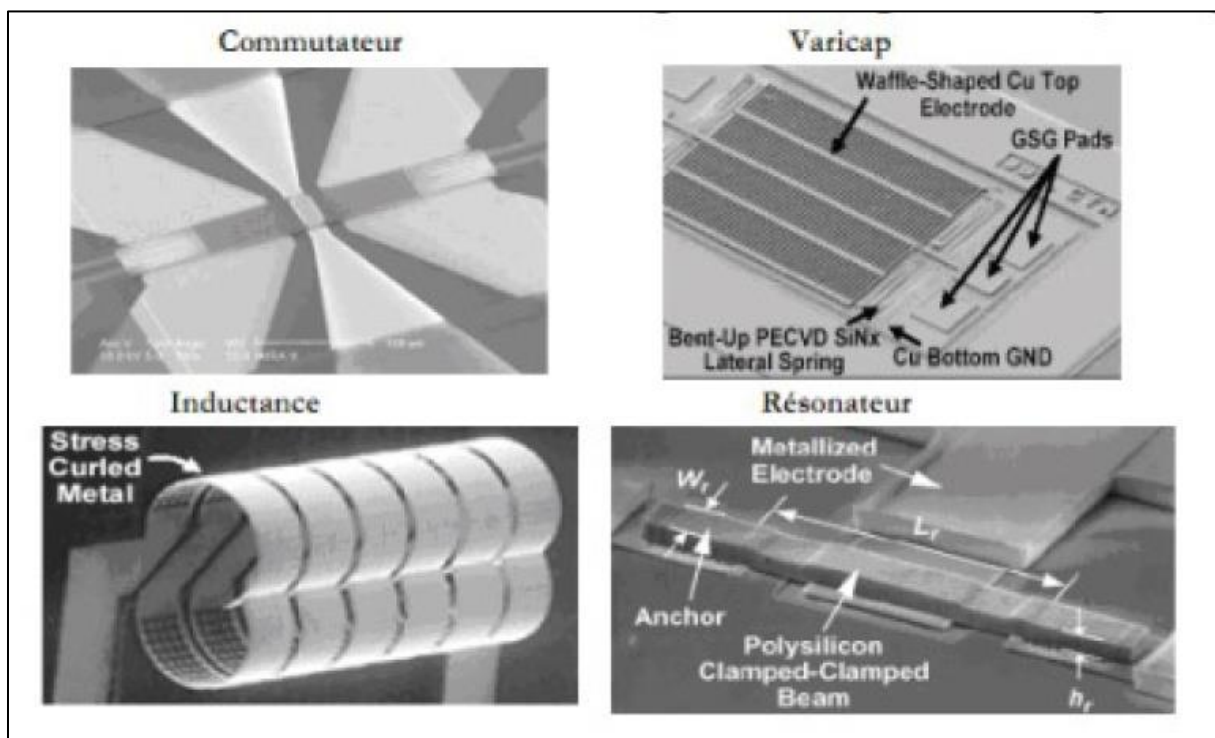 Commutateur
Varicap
Waffle-Shaped Cu Top
Electrode
GSG Pads
Bent-Up PECVD SiNx
Lateral Spring
Cu Bottom GND
Inductance
Résonateur
Stress
Curled
Metal
Metallized
Electrode
Wr
Lr
Anchor
Polysilicon
Clamped-Clamped
Beam
hr